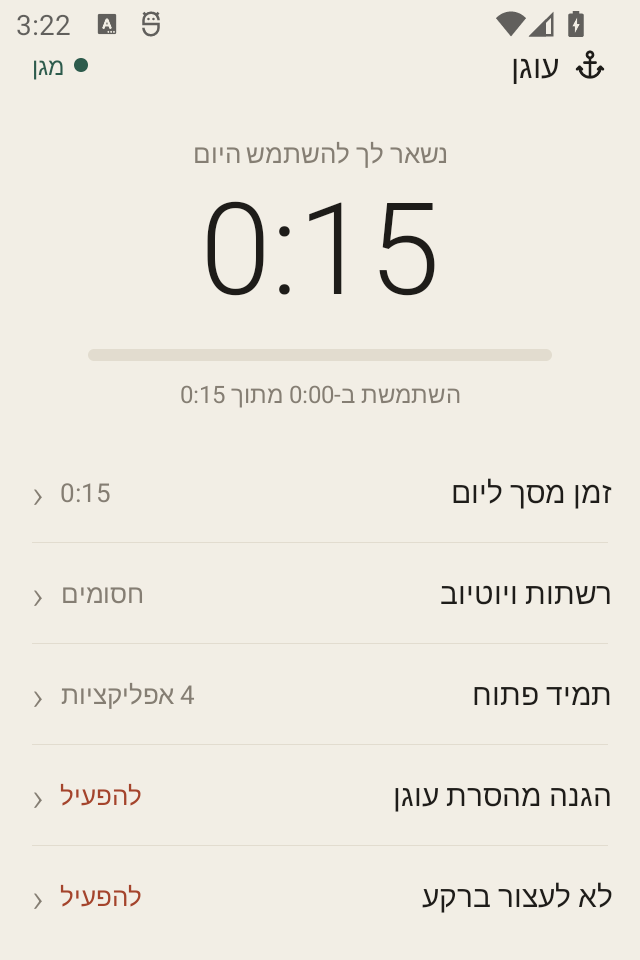 3:22
עוגן
מגן
נשאר לך להשתמש היום
0:15
השתמשת ב-0:00 מתוך 0:15
זמן מסך ליום
0:15
רשתות ויוטיוב
חסומים
תמיד פתוח
4 אפליקציות
הגנה מהסרת עוגן
להפעיל
לא לעצור ברקע
להפעיל